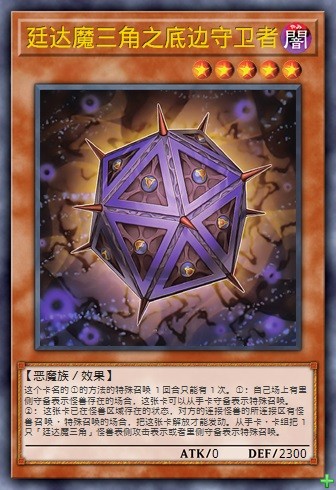 廷达魔三角之底边守卫者 闇
【恶魔族／效果】
这个卡名的①的方法的特殊召唤1回合只能有1次。①：自己场上有里
侧守备表示怪兽存在的场合，这张卡可以从手卡守备表示特殊召唤。
②：这张卡已在怪兽区域存在的状态，对方的连接怪兽的所连接区有怪
兽召唤·特殊召唤的场合，把这张卡解放才能发动。从手卡·卡组把1
只「廷达魔三角」怪兽表侧攻击表示或者里侧守备表示特殊召唤。
ATK/0 DEF/2300